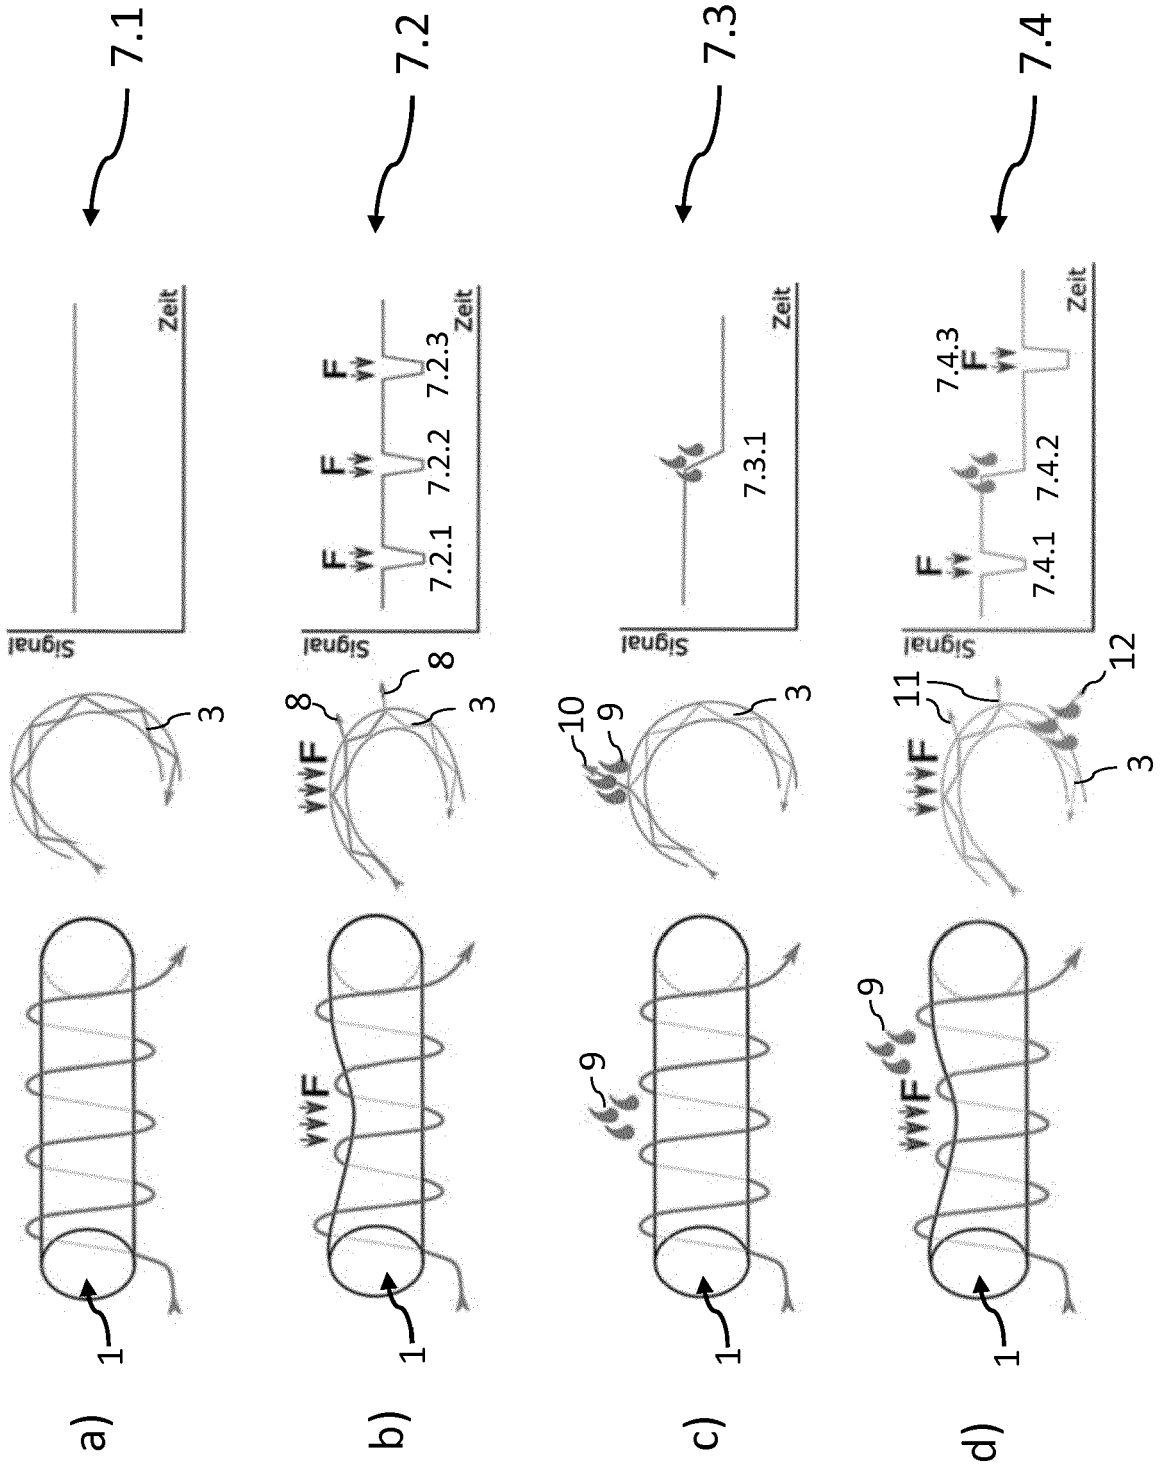 a)
1
3
Signal
Zeit
7.1
b)
1
F
F
8
8
3
Signal
F
F
F
7.2.1
7.2.2
7.2.3
Zeit
7.2
c)
1
9
10
9
3
Signal
7.3.1
Zeit
7.3
d)
1
F
9
F
11
12
3
Signal
F
7.4.1
7.4.2
7.4.3
F
Zeit
7.4